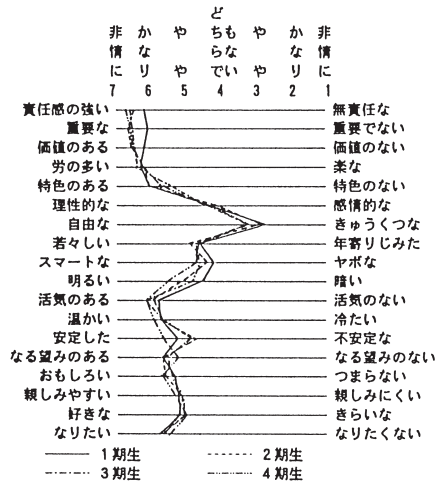 非情に かなり やや どちらでもない やや かなり 非情に
7 6 5 4 3 2 1
責任感の強い 無責任な
重要な 重要でない
価値のある 価値のない
労の多い 楽な
特色のある 特色のない
理性的な 感情的な
自由な きゅうくつな
若々しい 年寄りじみた
スマートな ヤボな
明るい 暗い
活気のある 活気のない
温かい 冷たい
安定した 不安定な
なる望みのある なる望みのない
おもしろい つまらない
親しみやすい 親しみにくい
好きな きらいな
なりたい なりたくない
1期生 2期生
3期生 4期生